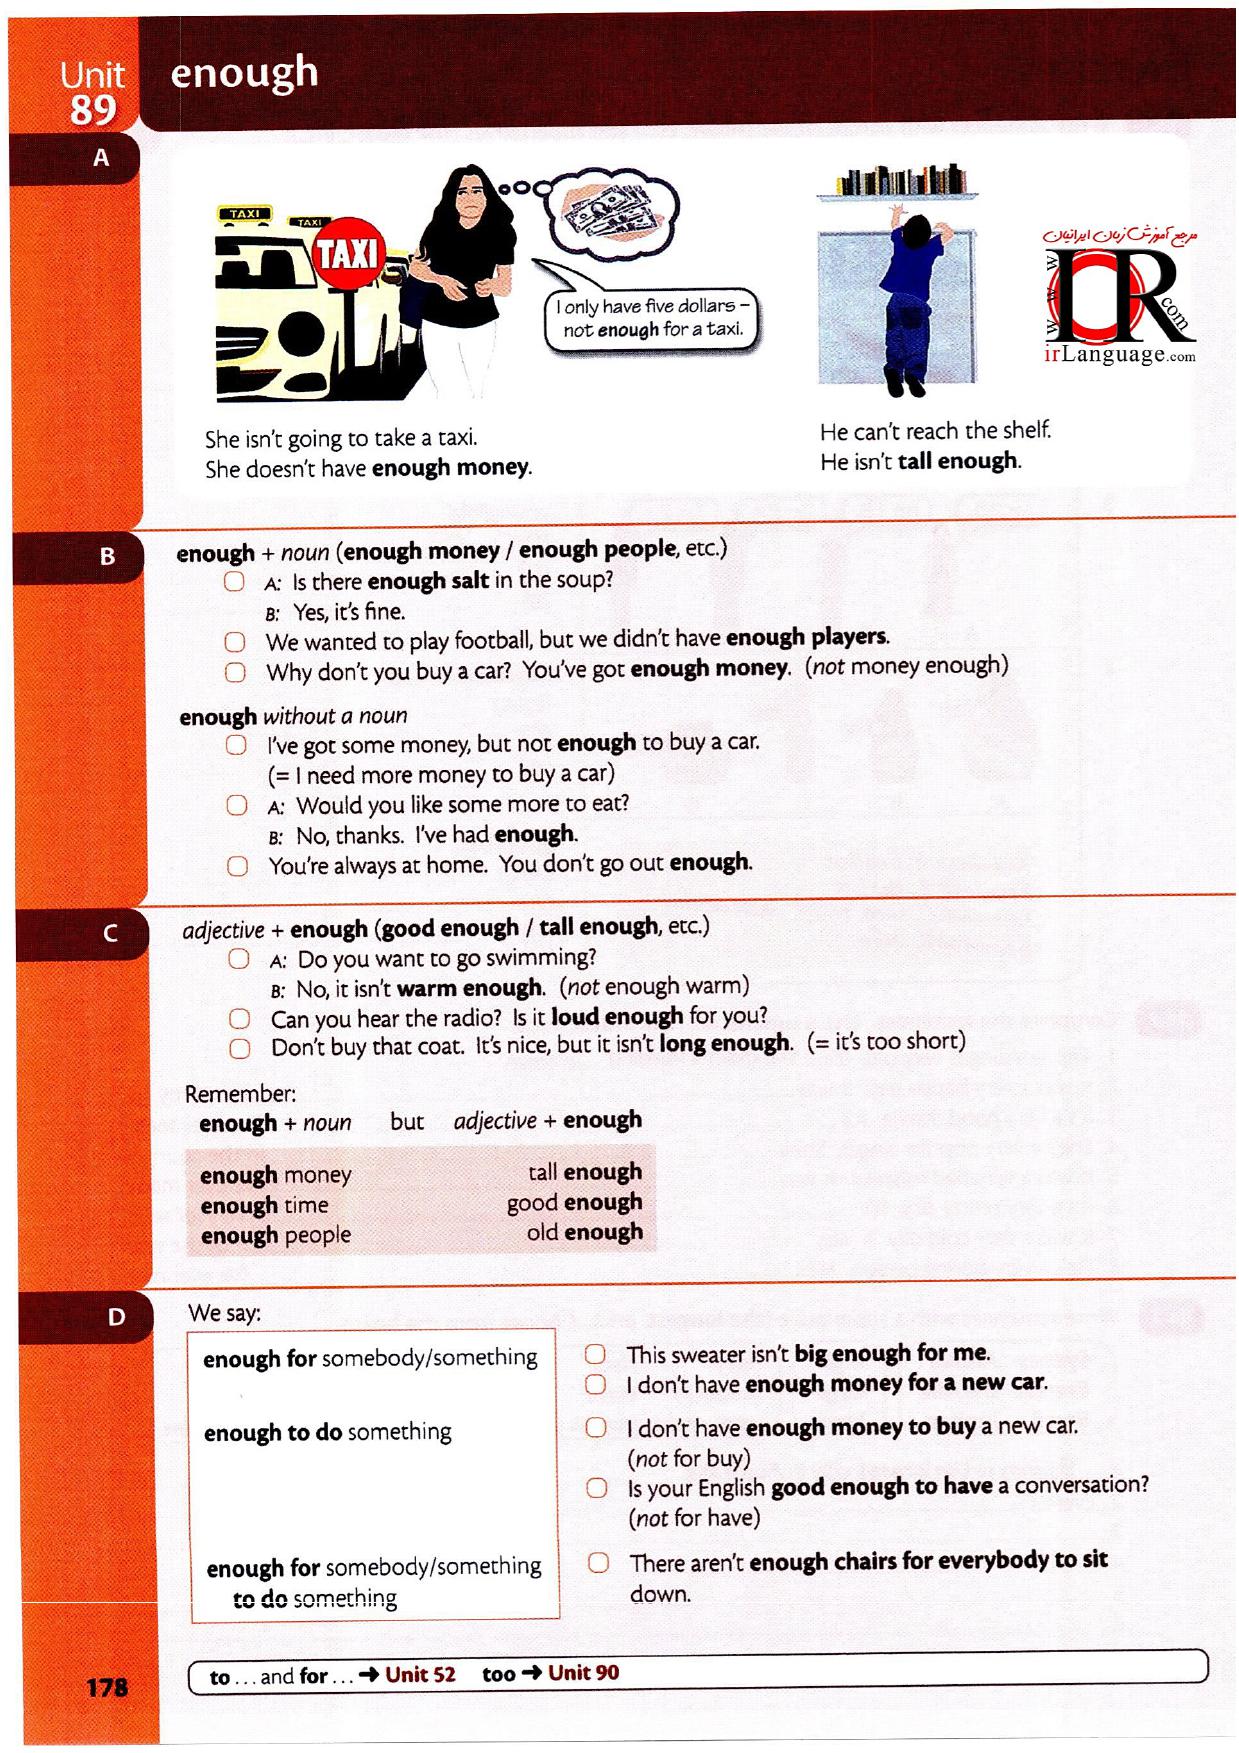 Unit
89
enough
A
TAXI
TAXI
TAXI
I only have five dollars –
not enough for a taxi.
مرجع آموزش زبان ایرانیان
www.
IR
.com
irLanguage.com
She isn't going to take a taxi.
She doesn't have enough money.
He can't reach the shelf.
He isn't tall enough.
B
enough + noun (enough money / enough people, etc.)
A: Is there enough salt in the soup?
B: Yes, it's fine.
We wanted to play football, but we didn't have enough players.
Why don't you buy a car? You've got enough money. (not money enough)
enough without a noun
I've got some money, but not enough to buy a car.
(= I need more money to buy a car)
A: Would you like some more to eat?
B: No, thanks. I've had enough.
You're always at home. You don't go out enough.
C
adjective + enough (good enough / tall enough, etc.)
A: Do you want to go swimming?
B: No, it isn't warm enough. (not enough warm)
Can you hear the radio? Is it loud enough for you?
Don't buy that coat. It's nice, but it isn't long enough. (= it's too short)
Remember:
enough + noun but adjective + enough
enough money tall enough
enough time good enough
enough people old enough
D
We say:
enough for somebody/something
This sweater isn't big enough for me.
I don't have enough money for a new car.
enough to do something
I don't have enough money to buy a new car.
(not for buy)
Is your English good enough to have a conversation?
(not for have)
enough for somebody/something
to do something
There aren't enough chairs for everybody to sit
down.
178
to … and for … ➜ Unit 52 too ➜ Unit 90